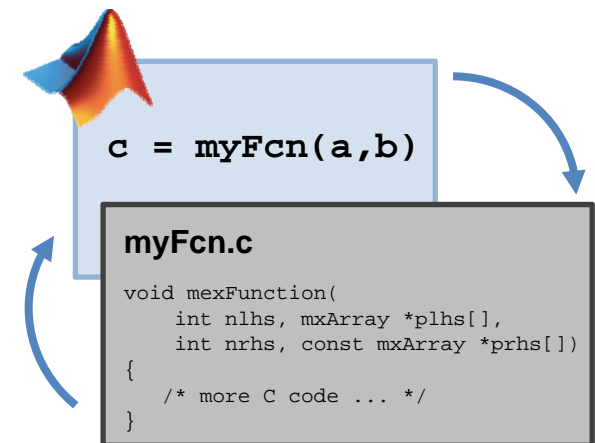 c = myFcn(a,b)
myFcn.c
void mexFunction(
    int nlhs, mxArray *plhs[],
    int nrhs, const mxArray *prhs[])
{
   /* more C code ... */
}